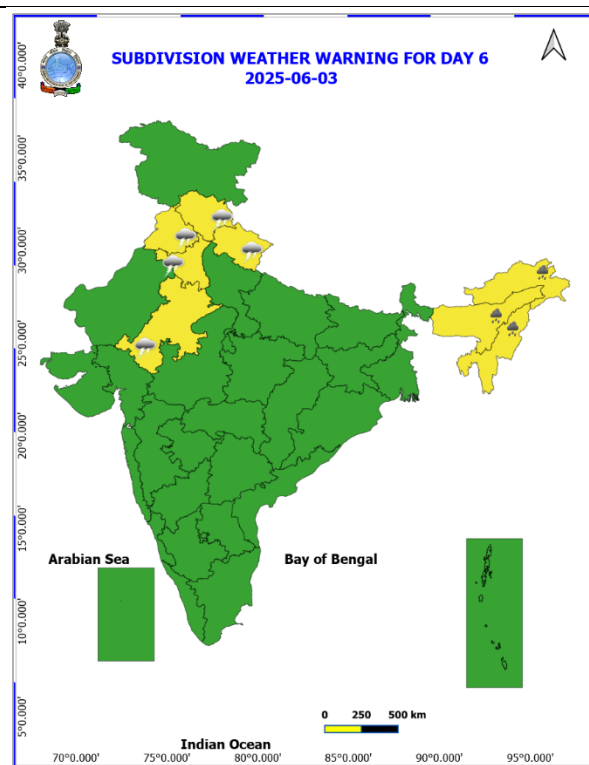 SUBDIVISION WEATHER WARNING FOR DAY 6
2025-06-03
40°0.000'
35°0.000'
30°0.000'
25°0.000'
20°0.000'
15°0.000'
10°0.000'
5°0.000'
Arabian Sea
Bay of Bengal
0 250 500 km
Indian Ocean
70°0.000' 75°0.000' 80°0.000' 85°0.000' 90°0.000' 95°0.000'